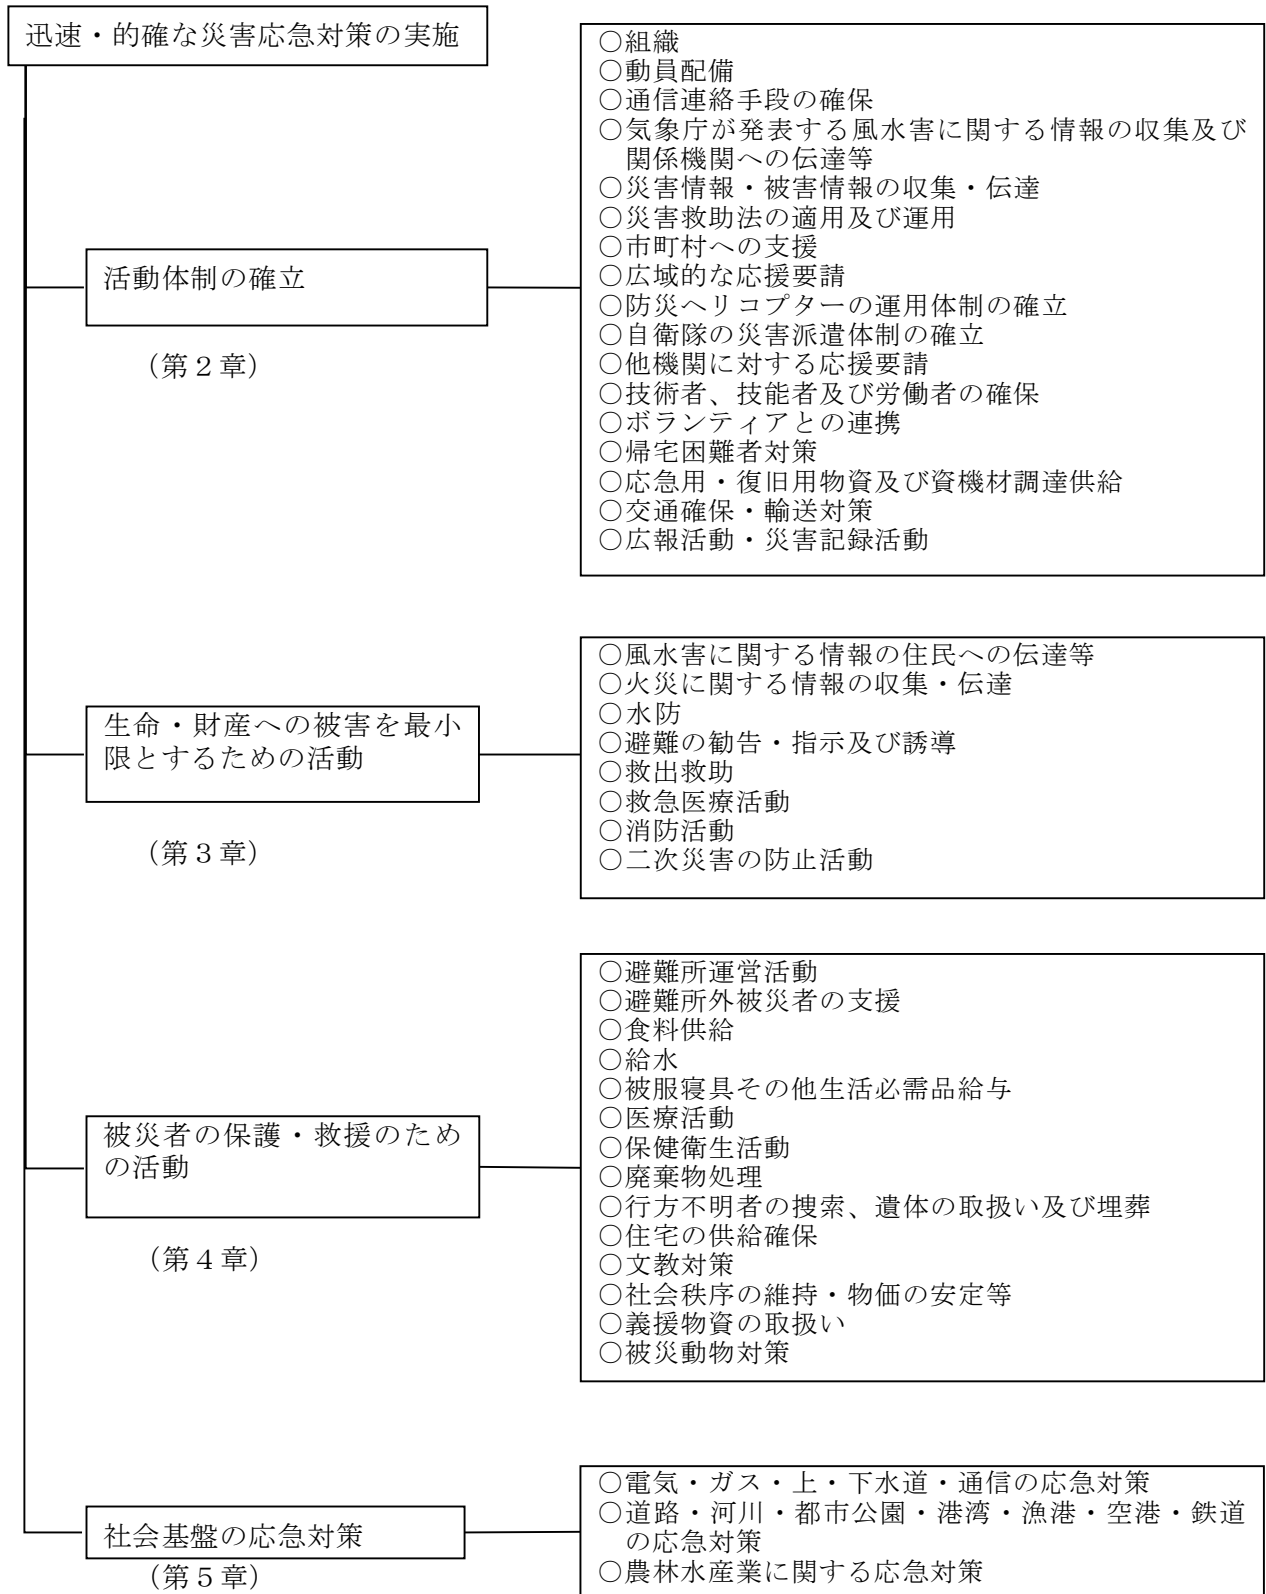 迅速・的確な災害応急対策の実施
活動体制の確立
（第２章）
○組織
○動員配備
○通信連絡手段の確保
○気象庁が発表する風水害に関する情報の収集及び
関係機関への伝達等
○災害情報・被害情報の収集・伝達
○災害救助法の適用及び運用
○市町村への支援
○広域的な応援要請
○防災ヘリコプターの運用体制の確立
○自衛隊の災害派遣体制の確立
○他機関に対する応援要請
○技術者、技能者及び労働者の確保
○ボランティアとの連携
○帰宅困難者対策
○応急用・復旧用物資及び資機材調達供給
○交通確保・輸送対策
○広報活動・災害記録活動
生命・財産への被害を最小
限とするための活動
（第３章）
○風水害に関する情報の住民への伝達等
○火災に関する情報の収集・伝達
○水防
○避難の勧告・指示及び誘導
○救出救助
○救急医療活動
○消防活動
○二次災害の防止活動
被災者の保護・救援のため
の活動
（第４章）
○避難所運営活動
○避難所外被災者の支援
○食料供給
○給水
○被服寝具その他生活必需品給与
○医療活動
○保健衛生活動
○廃棄物処理
○行方不明者の捜索、遺体の取扱い及び埋葬
○住宅の供給確保
○文教対策
○社会秩序の維持・物価の安定等
○義援物資の取扱い
○被災動物対策
社会基盤の応急対策
（第５章）
○電気・ガス・上・下水道・通信の応急対策
○道路・河川・都市公園・港湾・漁港・空港・鉄道
の応急対策
○農林水産業に関する応急対策